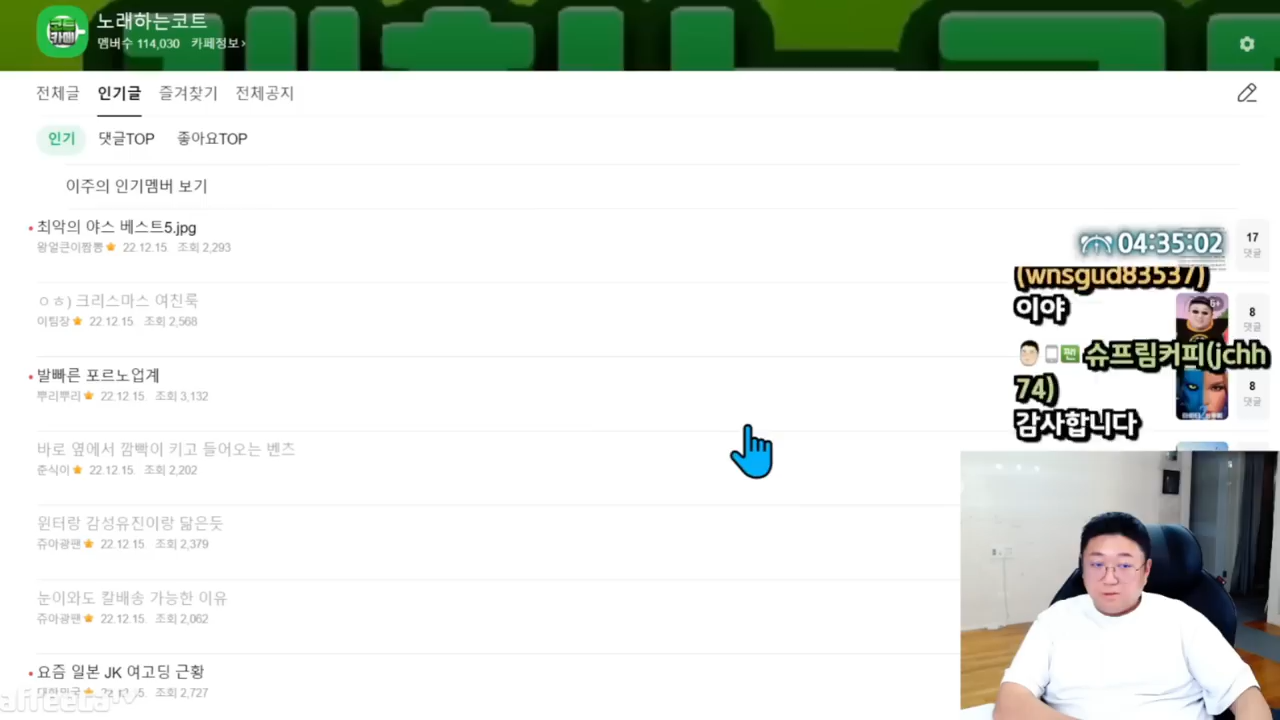 노래하는코트
멤버수 114,030 카페정보 >
전체글 인기글 즐겨찾기 전체공지
인기 댓글TOP 좋아요TOP
이주의 인기멤버 보기
최악의 야스 베스트5.jpg
왕얼큰이짬뽕 22.12.15. 조회 2,293
17
댓글
04:35:02
(wnsgud83537)
이야
ㅇㅎ) 크리스마스 여친룩
이팀장 22.12.15. 조회 2,568
8
댓글
슈프림커피(jchh
74)
감사합니다
발빠른 포르노업계
뿌리뿌리 22.12.15. 조회 3,132
8
댓글
바로 옆에서 깜빡이 키고 들어오는 벤츠
준식이 22.12.15. 조회 2,202
윈터랑 감성유진이랑 닮은듯
쥬아광팬 22.12.15. 조회 2,379
눈이와도 칼배송 가능한 이유
쥬아광팬 22.12.15. 조회 2,062
요즘 일본 JK 여고딩 근황
대한민국 22.12.15. 조회 2,727
afreecaTV